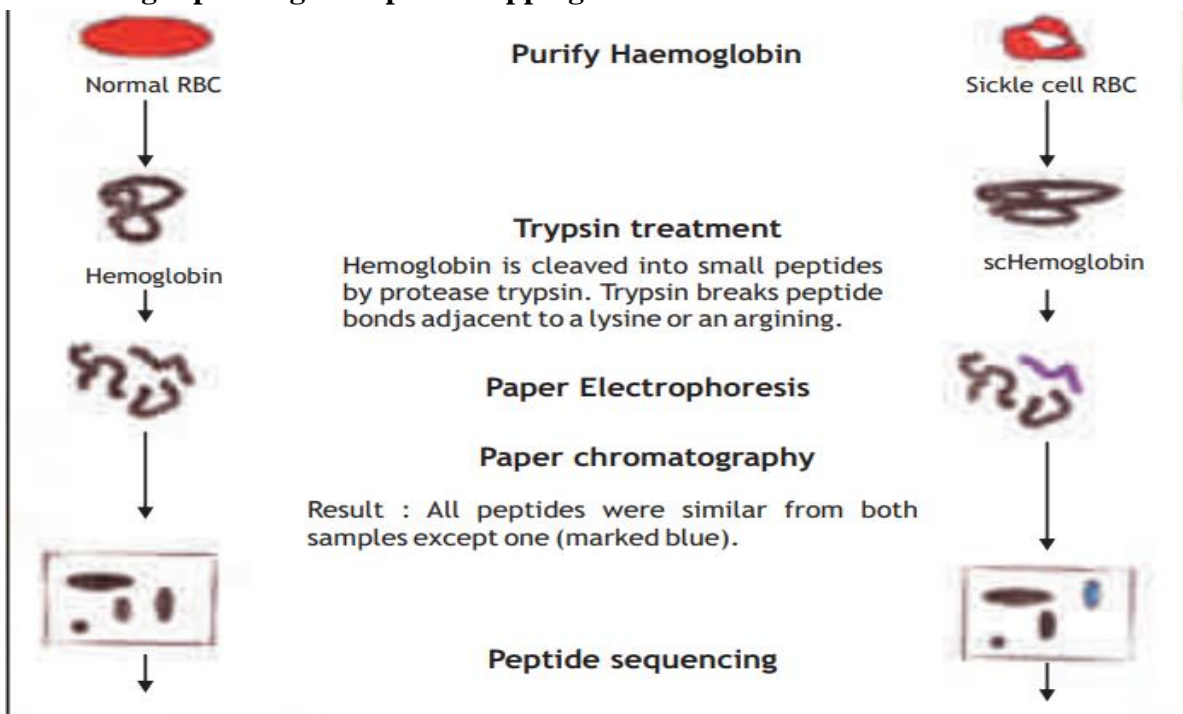 Purify Haemoglobin
Normal RBC
Sickle cell RBC
Trypsin treatment
Hemoglobin is cleaved into small peptides
by protease trypsin. Trypsin breaks peptide
bonds adjacent to a lysine or an argining.
Hemoglobin
scHemoglobin
Paper Electrophoresis
Paper chromatography
Result : All peptides were similar from both
samples except one (marked blue).
Peptide sequencing